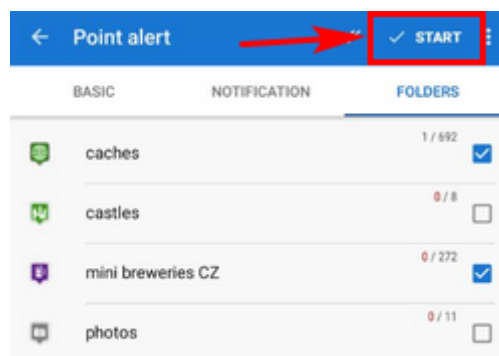 Point alert
START
BASIC NOTIFICATION FOLDERS
1 / 692
caches
0 / 8
castles
0 / 272
mini breweries CZ
0 / 11
photos